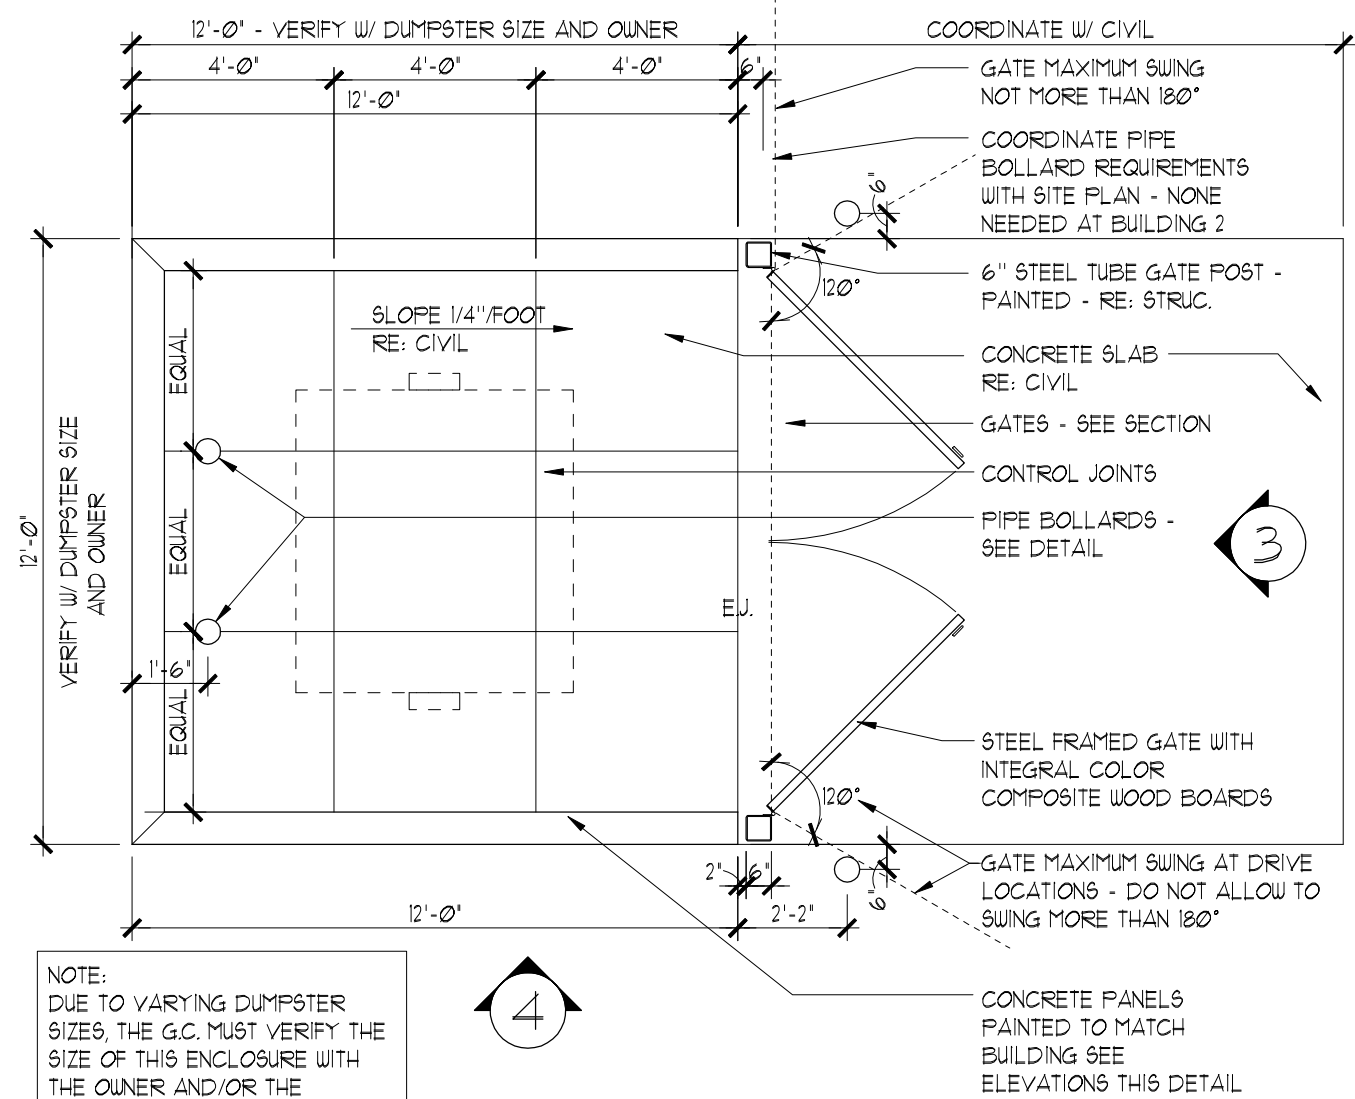 12'-0" - VERIFY W/ DUMPSTER SIZE AND OWNER
COORDINATE W/ CIVIL
4'-0"
4'-0"
4'-0"
6"
12'-0"
GATE MAXIMUM SWING
NOT MORE THAN 180°
COORDINATE PIPE
BOLLARD REQUIREMENTS
WITH SITE PLAN - NONE
NEEDED AT BUILDING 2
6"
120°
6" STEEL TUBE GATE POST -
PAINTED - RE: STRUC.
SLOPE 1/4"/FOOT
RE: CIVIL
CONCRETE SLAB
RE: CIVIL
GATES - SEE SECTION
CONTROL JOINTS
PIPE BOLLARDS -
SEE DETAIL
3
EQUAL
EQUAL
EQUAL
12'-0"
VERIFY W/ DUMPSTER SIZE
AND OWNER
E.J.
1'-6"
STEEL FRAMED GATE WITH
INTEGRAL COLOR
COMPOSITE WOOD BOARDS
120°
GATE MAXIMUM SWING AT DRIVE
LOCATIONS - DO NOT ALLOW TO
SWING MORE THAN 180°
2"
6"
6"
12'-0"
2'-2"
NOTE:
DUE TO VARYING DUMPSTER
SIZES, THE G.C. MUST VERIFY THE
SIZE OF THIS ENCLOSURE WITH
THE OWNER AND/OR THE
4
CONCRETE PANELS
PAINTED TO MATCH
BUILDING SEE
ELEVATIONS THIS DETAIL